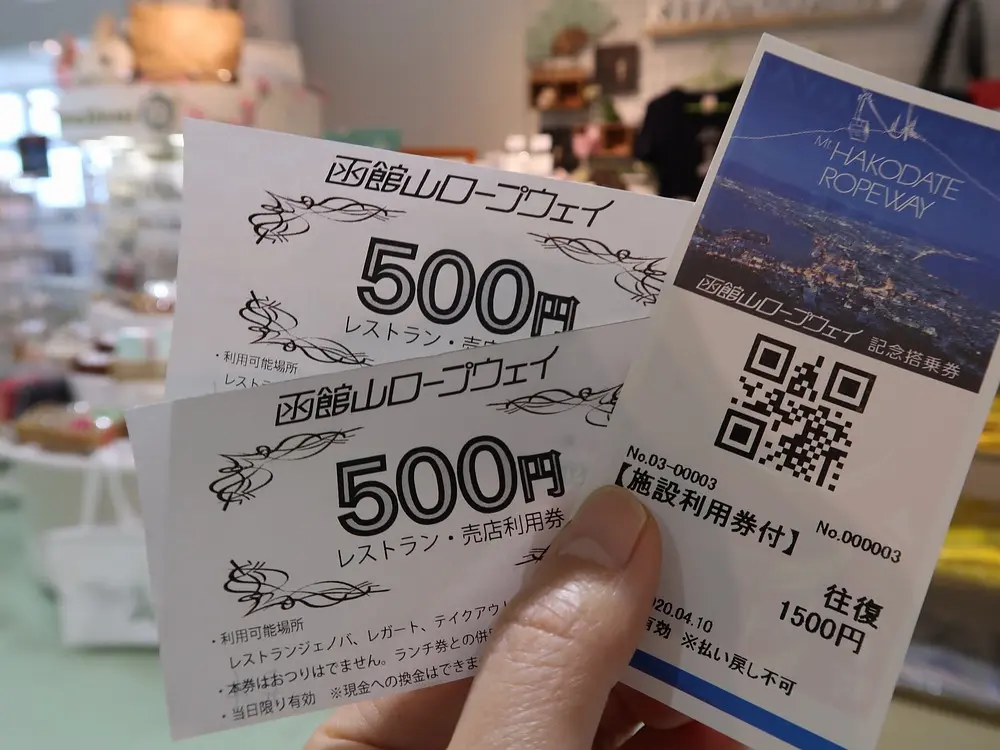 函館山ロープウェイ
500円
レストラン・売店
・利用可能場所
レストラ
函館山ロープウェイ
500円
レストラン・売店利用券
・利用可能場所
レストランジェノバ、レガート、テイクアウ
・本券はおつりはでません。ランチ券との併
・当日限り有効 ※現金への換金はできま
Mt. HAKODATE
ROPEWAY
函館山ロープウェイ 記念搭乗券
No.03-00003
【施設利用券付】
No.000003
往復
1500円
020.04.10
有効 ※払い戻し不可